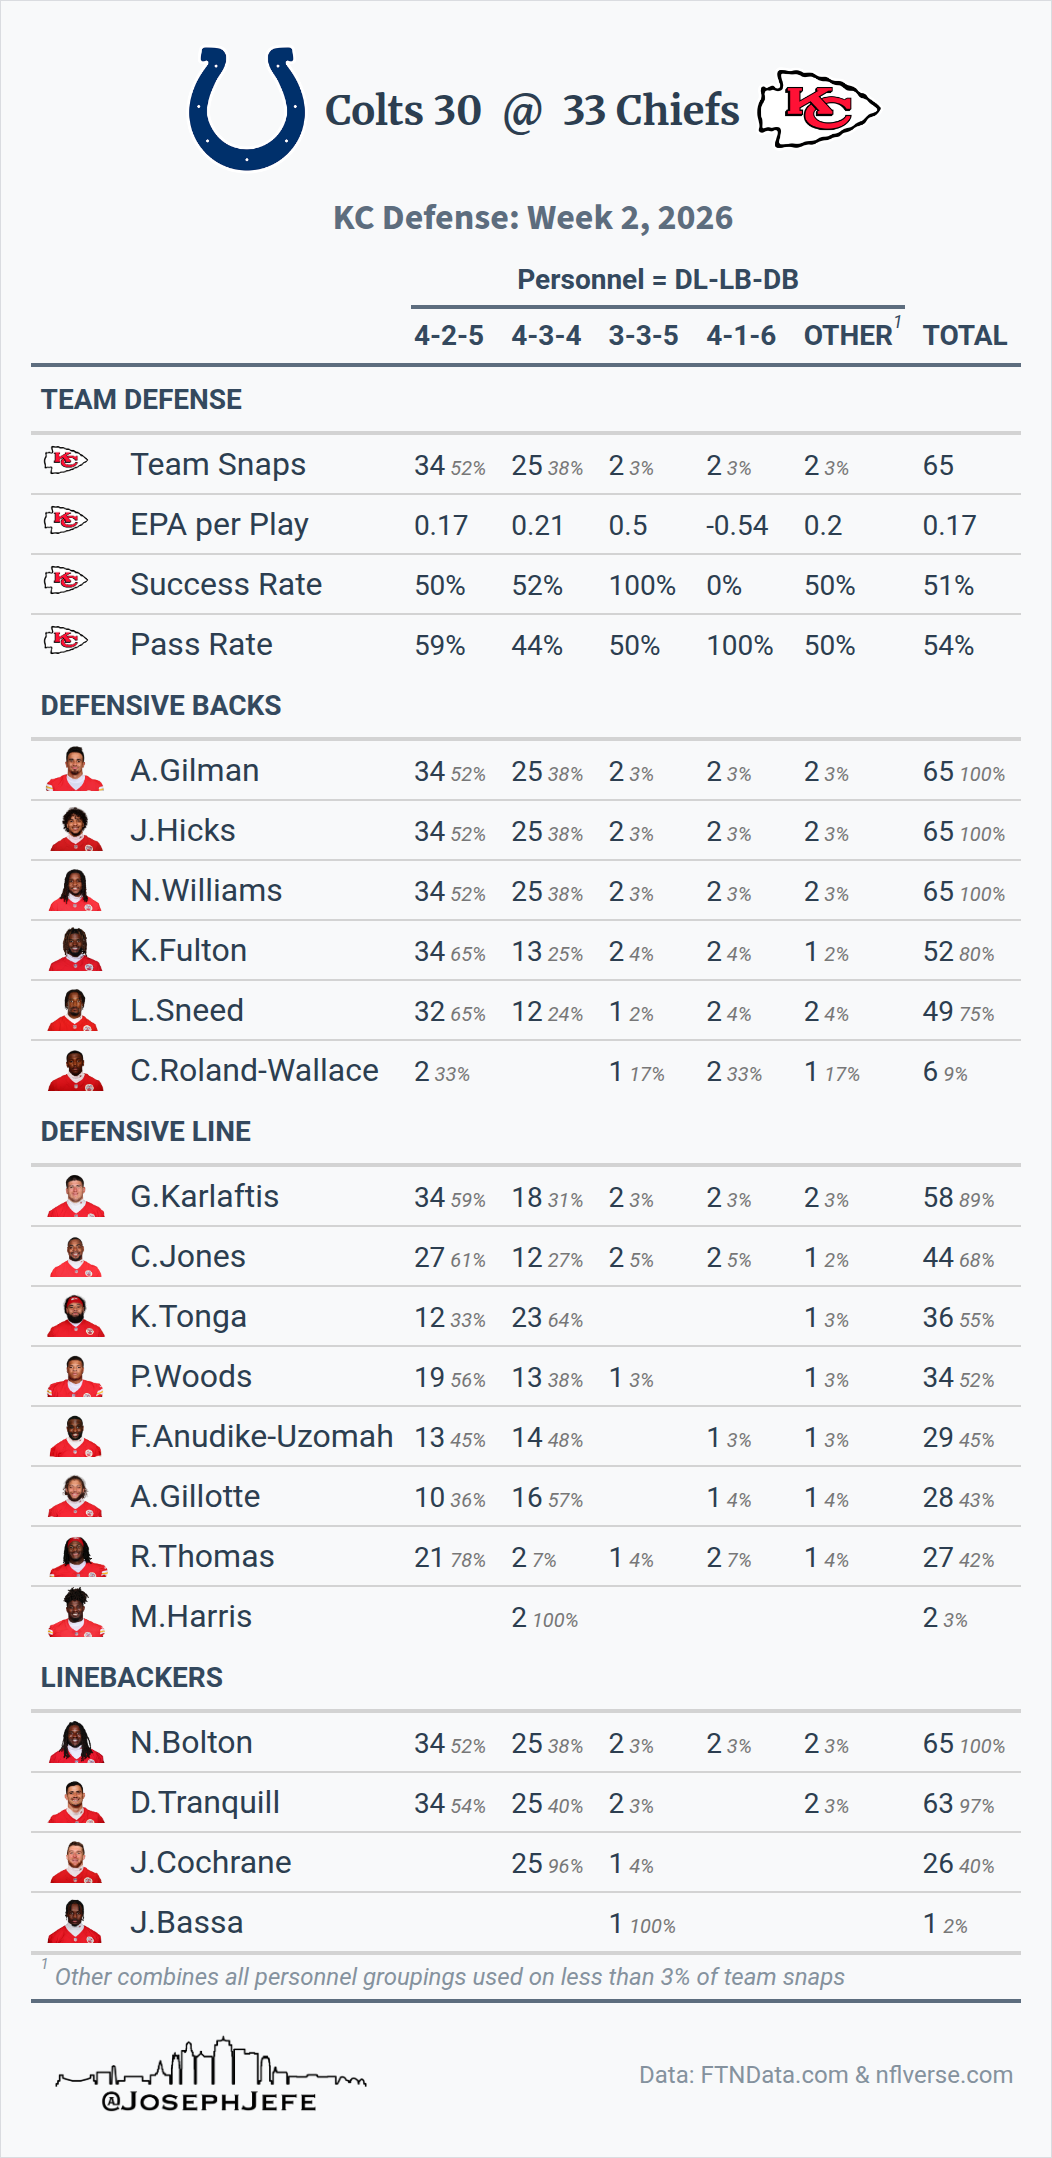 Colts 30 @ 33 Chiefs
KC Defense: Week 2, 2026
Personnel = DL-LB-DB
4-2-5 4-3-4 3-3-5 4-1-6 OTHER1 TOTAL
TEAM DEFENSE
Team Snaps 34 52% 25 38% 2 3% 2 3% 2 3% 65
EPA per Play 0.17 0.21 0.5 -0.54 0.2 0.17
Success Rate 50% 52% 100% 0% 50% 51%
Pass Rate 59% 44% 50% 100% 50% 54%
DEFENSIVE BACKS
A.Gilman 34 52% 25 38% 2 3% 2 3% 2 3% 65 100%
J.Hicks 34 52% 25 38% 2 3% 2 3% 2 3% 65 100%
N.Williams 34 52% 25 38% 2 3% 2 3% 2 3% 65 100%
K.Fulton 34 65% 13 25% 2 4% 2 4% 1 2% 52 80%
L.Sneed 32 65% 12 24% 1 2% 2 4% 2 4% 49 75%
C.Roland-Wallace 2 33% 1 17% 2 33% 1 17% 6 9%
DEFENSIVE LINE
G.Karlaftis 34 59% 18 31% 2 3% 2 3% 2 3% 58 89%
C.Jones 27 61% 12 27% 2 5% 2 5% 1 2% 44 68%
K.Tonga 12 33% 23 64% 1 3% 36 55%
P.Woods 19 56% 13 38% 1 3% 1 3% 34 52%
F.Anudike-Uzomah 13 45% 14 48% 1 3% 1 3% 29 45%
A.Gillotte 10 36% 16 57% 1 4% 1 4% 28 43%
R.Thomas 21 78% 2 7% 1 4% 2 7% 1 4% 27 42%
M.Harris 2 100% 2 3%
LINEBACKERS
N.Bolton 34 52% 25 38% 2 3% 2 3% 2 3% 65 100%
D.Tranquill 34 54% 25 40% 2 3% 2 3% 63 97%
J.Cochrane 25 96% 1 4% 26 40%
J.Bassa 1 100% 1 2%
1 Other combines all personnel groupings used on less than 3% of team snaps
@JOSEPHJEFE
Data: FTNData.com & nflverse.com